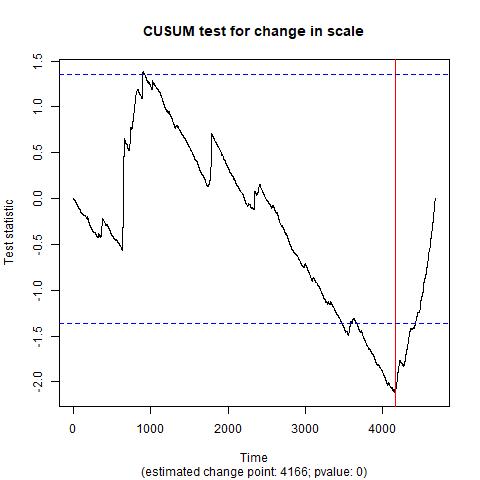 CUSUM test for change in scale
Test statistic
1.5
1.0
0.5
0.0
-0.5
-1.0
-1.5
-2.0
0 1000 2000 3000 4000
Time
(estimated change point: 4166; pvalue: 0)